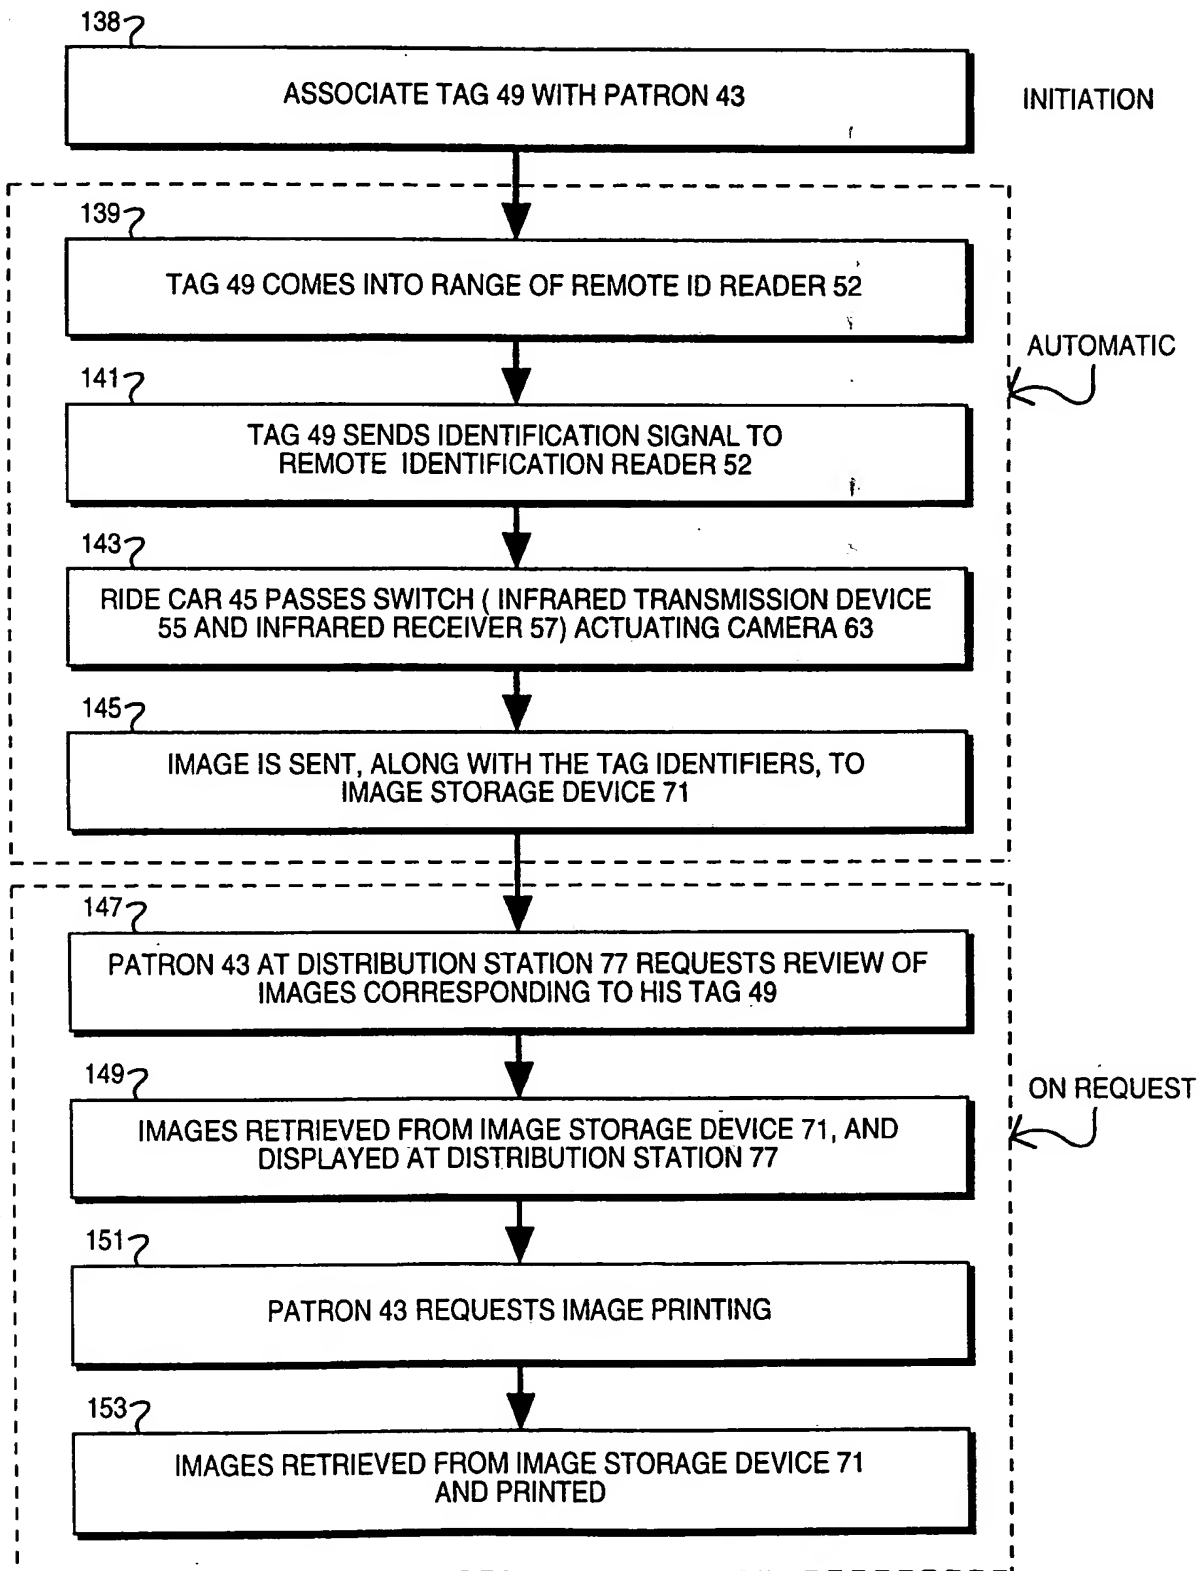 138
ASSOCIATE TAG 49 WITH PATRON 43
INITIATION
139
TAG 49 COMES INTO RANGE OF REMOTE ID READER 52
AUTOMATIC
141
TAG 49 SENDS IDENTIFICATION SIGNAL TO
REMOTE IDENTIFICATION READER 52
143
RIDE CAR 45 PASSES SWITCH ( INFRARED TRANSMISSION DEVICE
55 AND INFRARED RECEIVER 57) ACTUATING CAMERA 63
145
IMAGE IS SENT, ALONG WITH THE TAG IDENTIFIERS, TO
IMAGE STORAGE DEVICE 71
147
PATRON 43 AT DISTRIBUTION STATION 77 REQUESTS REVIEW OF
IMAGES CORRESPONDING TO HIS TAG 49
149
ON REQUEST
IMAGES RETRIEVED FROM IMAGE STORAGE DEVICE 71, AND
DISPLAYED AT DISTRIBUTION STATION 77
151
PATRON 43 REQUESTS IMAGE PRINTING
153
IMAGES RETRIEVED FROM IMAGE STORAGE DEVICE 71
AND PRINTED